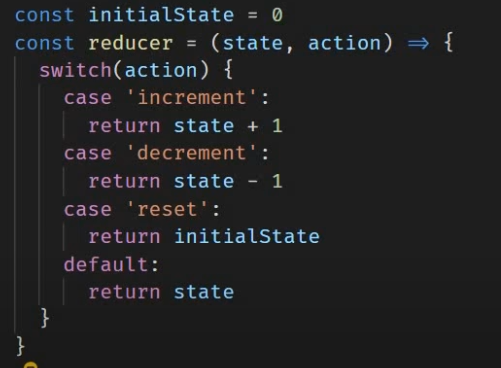 const initialState = 0
const reducer = (state, action) => {
  switch(action) {
    case 'increment':
      return state + 1
    case 'decrement':
      return state - 1
    case 'reset':
      return initialState
    default:
      return state
  }
}